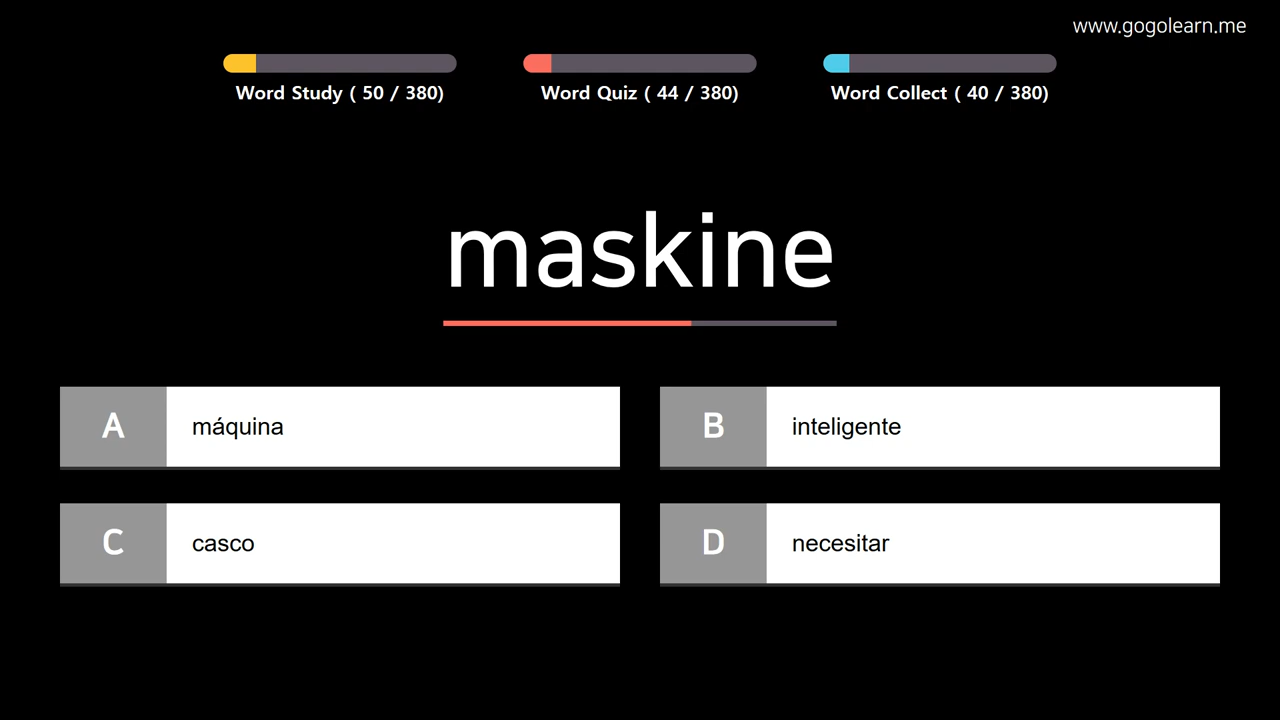 www.gogolearn.me
Word Study ( 50 / 380)
Word Quiz ( 44 / 380)
Word Collect ( 40 / 380)
maskine
A máquina
B inteligente
C casco
D necesitar